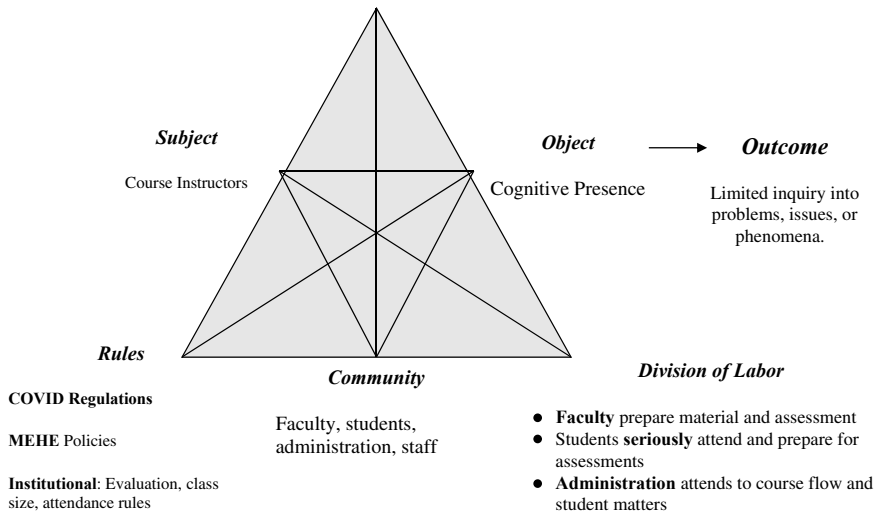 Subject
Course Instructors
Object
Cognitive Presence
Outcome
Limited inquiry into
problems, issues, or
phenomena.
Rules
COVID Regulations
MEHE Policies
Institutional: Evaluation, class
size, attendance rules
Community
Faculty, students,
administration, staff
Division of Labor
● Faculty prepare material and assessment
● Students seriously attend and prepare for
assessments
● Administration attends to course flow and
student matters